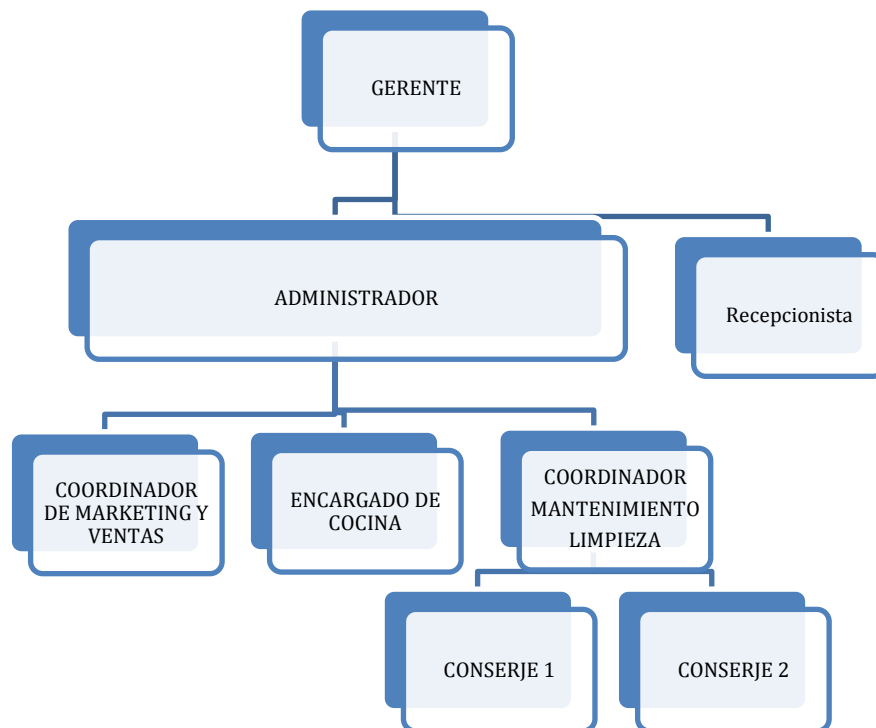 GERENTE
ADMINISTRADOR
Recepcionista
COORDINADOR
DE MARKETING Y
VENTAS
ENCARGADO DE
COCINA
COORDINADOR
MANTENIMIENTO
LIMPIEZA
CONSERJE 1
CONSERJE 2